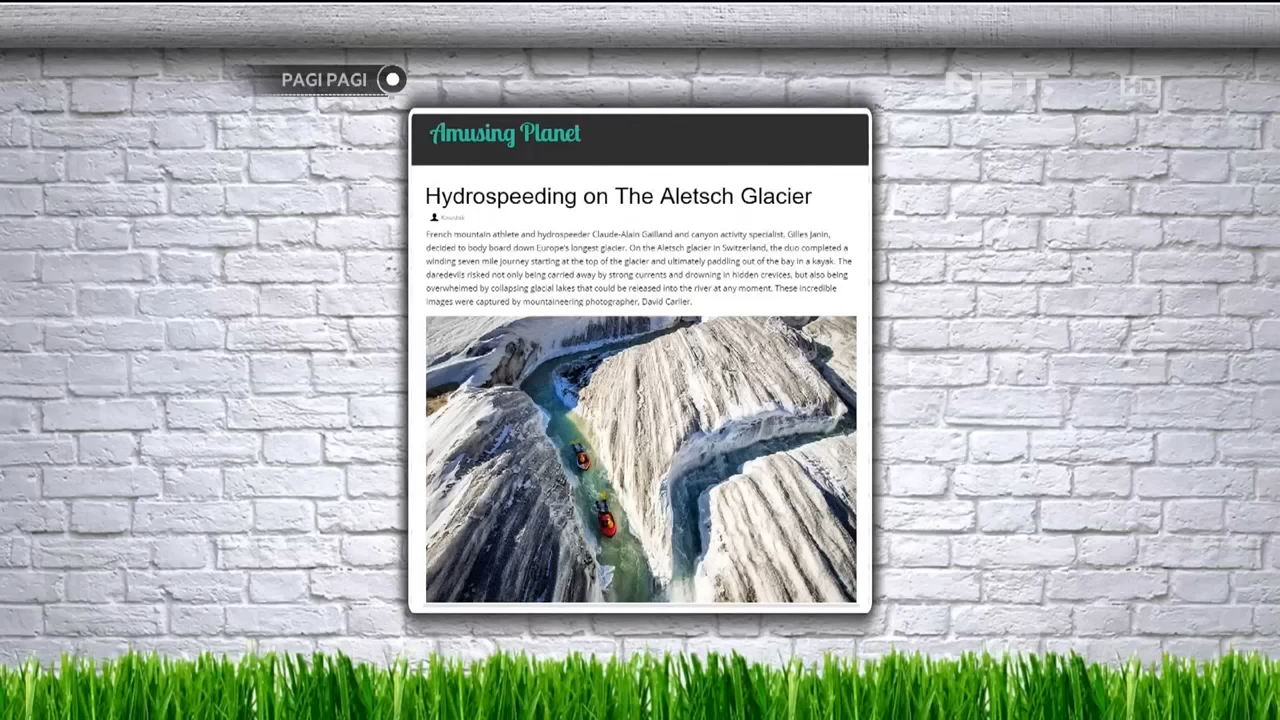 PAGI PAGI
NET.
HD
Amusing Planet
Hydrospeeding on The Aletsch Glacier
Kaushik
French mountain athlete and hydrospeeder Claude-Alain Gailland and canyon activity specialist, Gilles Janin,
decided to body board down Europe's longest glacier. On the Aletsch glacier in Switzerland, the duo completed a
winding seven mile journey starting at the top of the glacier and ultimately paddling out of the bay in a kayak. The
daredevils risked not only being carried away by strong currents and drowning in hidden crevices, but also being
overwhelmed by collapsing glacial lakes that could be released into the river at any moment. These incredible
images were captured by mountaineering photographer, David Carlier.